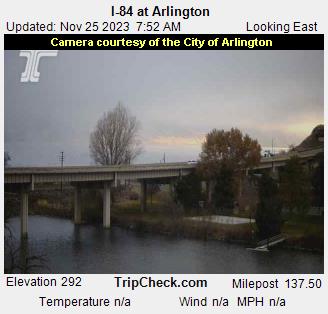 I-84 at Arlington
Updated: Nov 25 2023 7:52 AM Looking East
Camera courtesy of the City of Arlington
Elevation 292 TripCheck.com Milepost 137.50
Temperature n/a Wind n/a MPH n/a